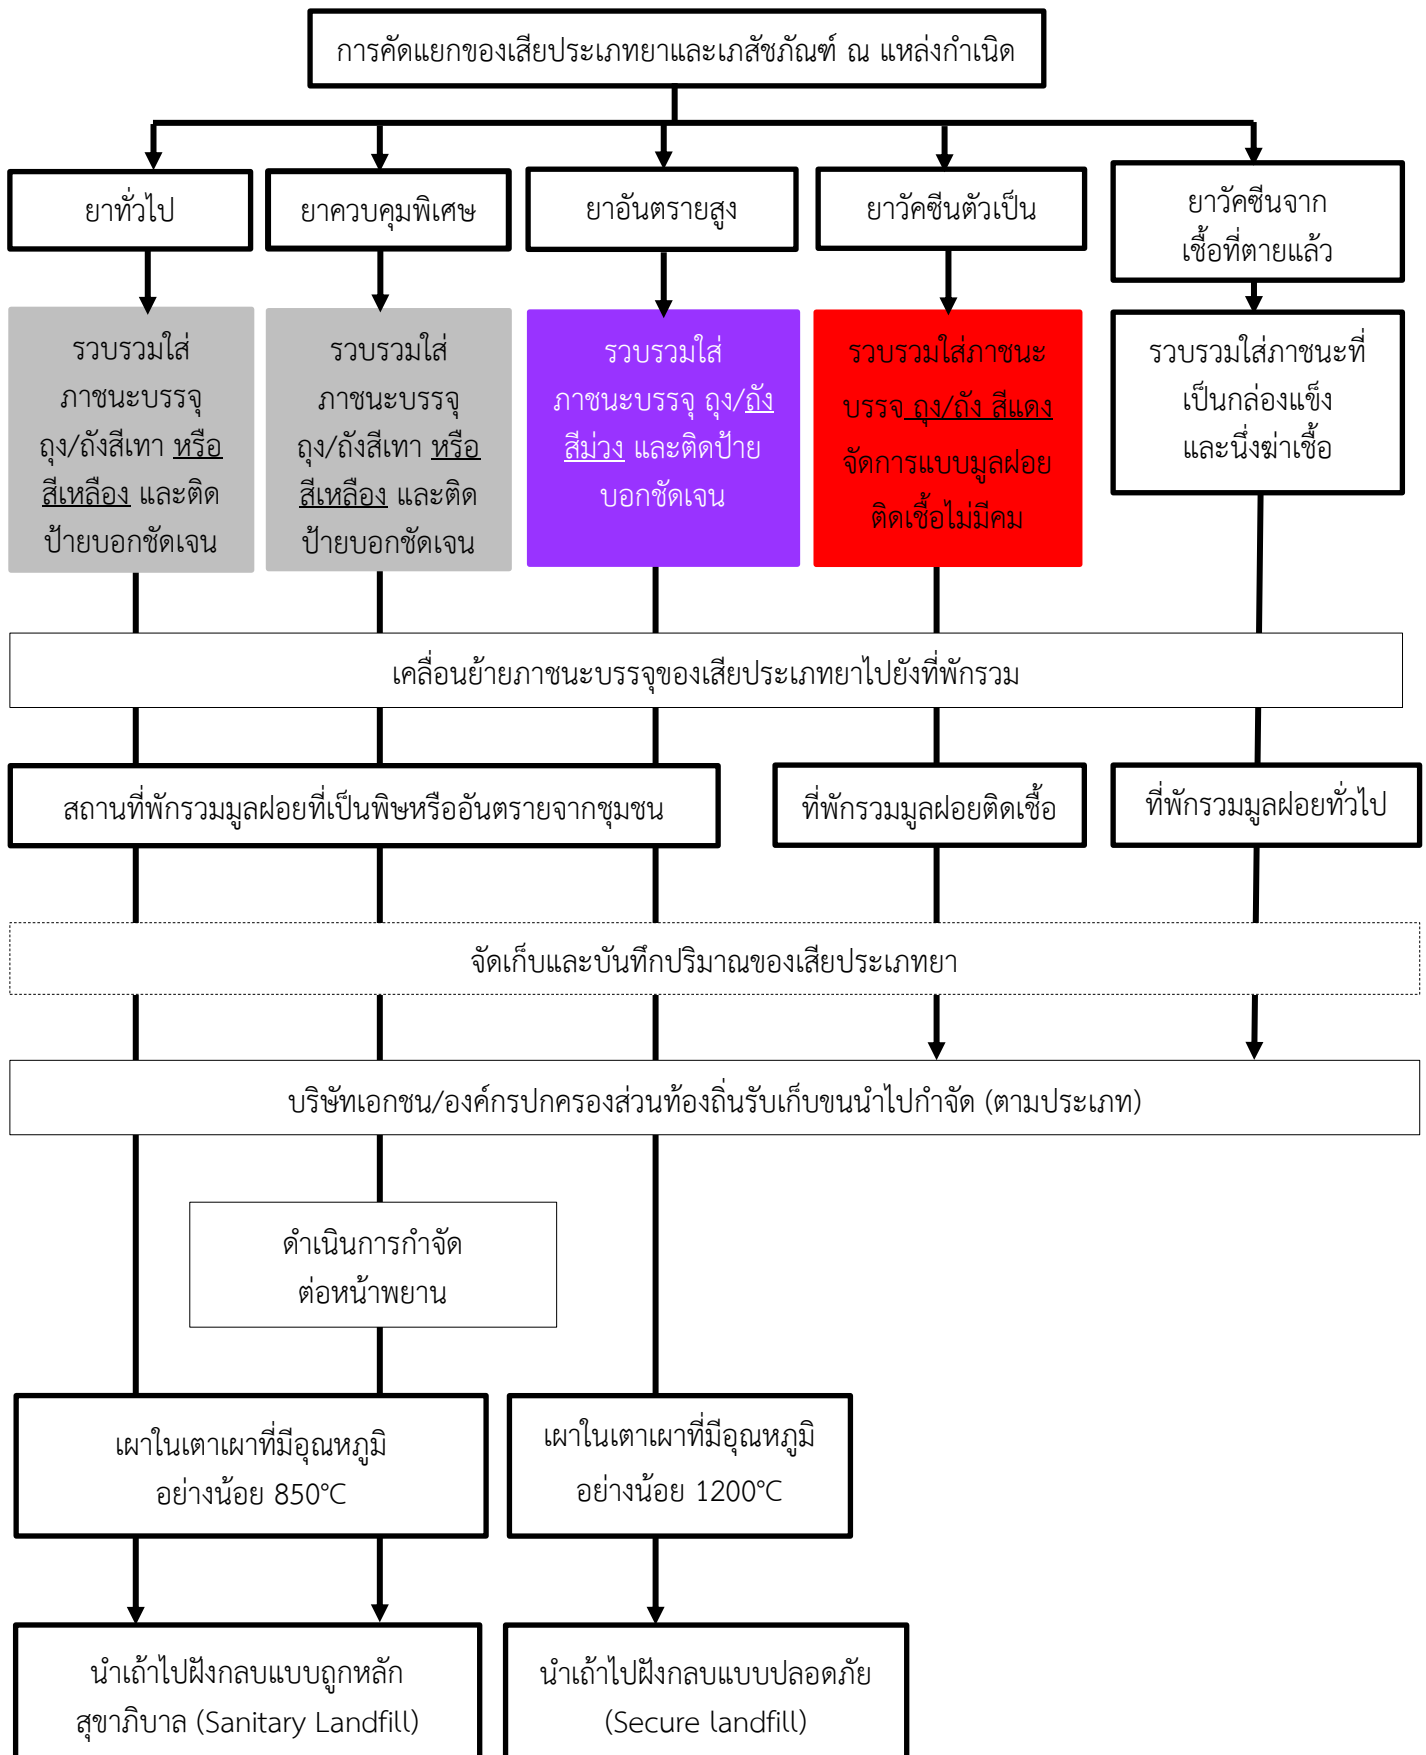 การคัดแยกของเสียประเภทยาและเภสัชภัณฑ์ ณ แหล่งกำเนิด
ยาทั่วไป
ยาควบคุมพิเศษ
ยาอันตรายสูง
ยาวัคซีนตัวเป็น
ยาวัคซีนจาก
เชื้อที่ตายแล้ว
รวบรวมใส่
ภาชนะบรรจุ
ถุง/ถังสีเทา หรือ
สีเหลือง และติด
ป้ายบอกชัดเจน
รวบรวมใส่
ภาชนะบรรจุ
ถุง/ถังสีเทา หรือ
สีเหลือง และติด
ป้ายบอกชัดเจน
รวบรวมใส่
ภาชนะบรรจุ ถุง/ถัง
สีม่วง และติดป้าย
บอกชัดเจน
รวบรวมใส่ภาชนะ
บรรจ ถุง/ถัง สีแดง
จัดการแบบมูลฝอย
ติดเชื้อไม่มีคม
รวบรวมใส่ภาชนะที่
เป็นกล่องแข็ง
และนึ่งฆ่าเชื้อ
เคลื่อนย้ายภาชนะบรรจุของเสียประเภทยาไปยังที่พักรวม
สถานที่พักรวมมูลฝอยที่เป็นพิษหรืออันตรายจากชุมชน
ที่พักรวมมูลฝอยติดเชื้อ
ที่พักรวมมูลฝอยทั่วไป
จัดเก็บและบันทึกปริมาณของเสียประเภทยา
บริษัทเอกชน/องค์กรปกครองส่วนท้องถิ่นรับเก็บขนนำไปกำจัด (ตามประเภท)
ดำเนินการกำจัด
ต่อหน้าพยาน
เผาในเตาเผาที่มีอุณหภูมิ
อย่างน้อย 850°C
เผาในเตาเผาที่มีอุณหภูมิ
อย่างน้อย 1200°C
นำเถ้าไปฝังกลบแบบถูกหลัก
สุขาภิบาล (Sanitary Landfill)
นำเถ้าไปฝังกลบแบบปลอดภัย
(Secure landfill)